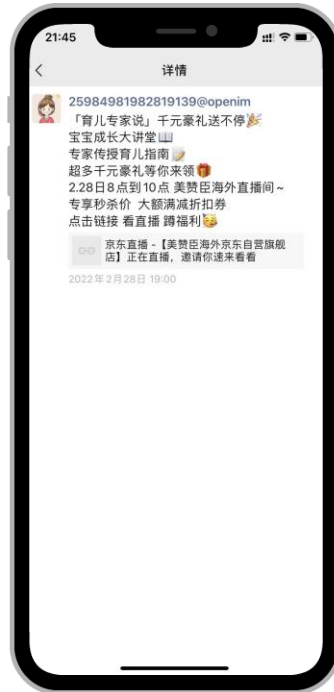 21:45
详情
25984981982819139@openim
「育儿专家说」千元豪礼送不停🎉
宝宝成长大讲堂📖
专家传授育儿指南📝
超多千元豪礼等你来领🎁
2.28日8点到10点 美赞臣海外直播间~
专享秒杀价 大额满减折扣券
点击链接 看直播 蹲福利🥳
京东直播 -【美赞臣海外京东自营旗舰
店】正在直播，邀请你速来看看
2022年2月28日 19:00